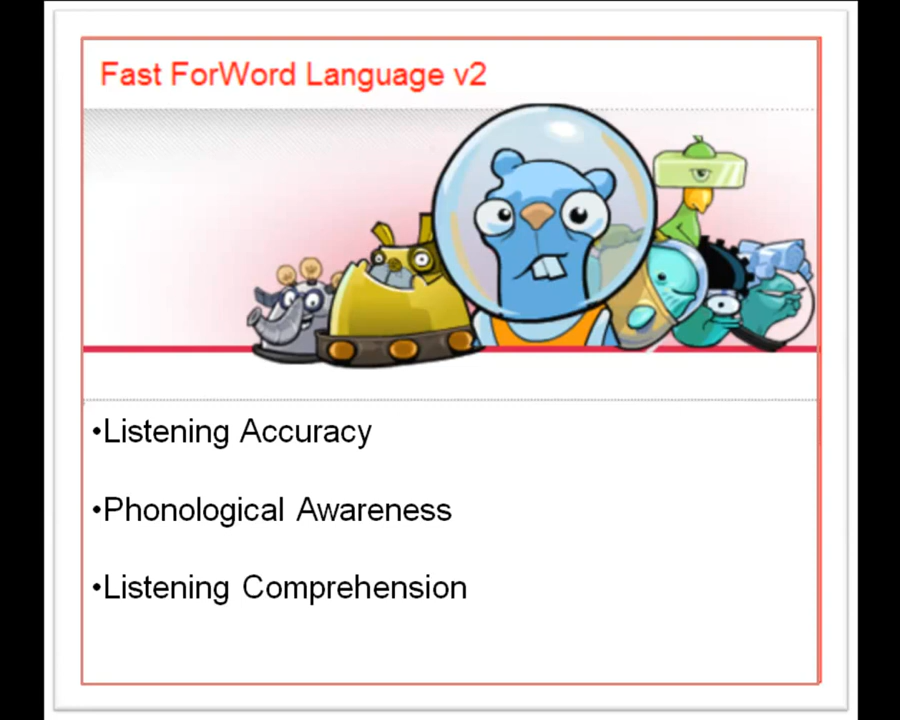 Fast ForWord Language v2
•Listening Accuracy
•Phonological Awareness
•Listening Comprehension